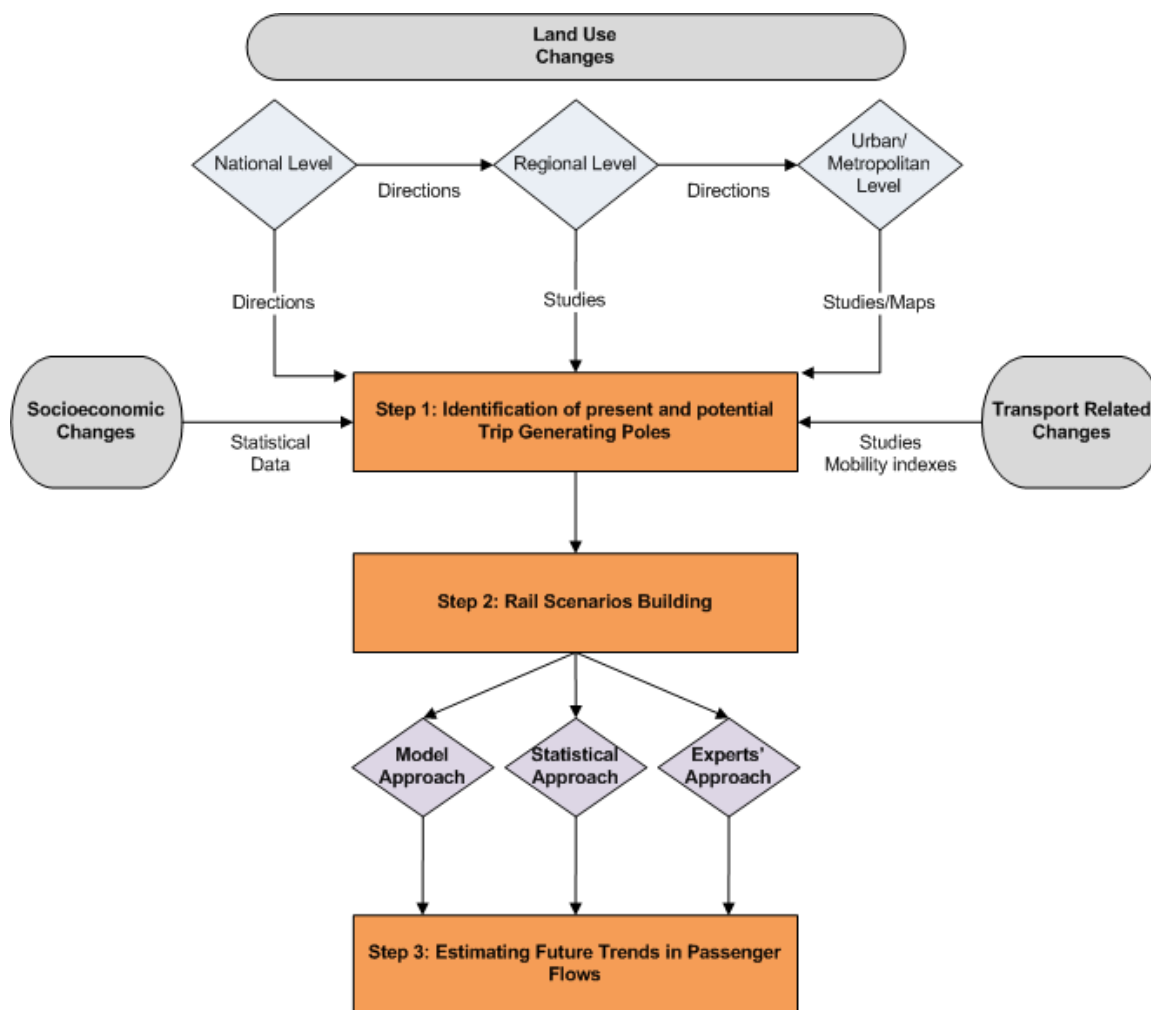 Land Use
Changes
National Level
Regional Level
Urban/
Metropolitan
Level
Directions
Directions
Directions
Studies
Studies/Maps
Socioeconomic
Changes
Statistical
Data
Step 1: Identification of present and potential
Trip Generating Poles
Transport Related
Changes
Studies
Mobility indexes
Step 2: Rail Scenarios Building
Model
Approach
Statistical
Approach
Experts’
Approach
Step 3: Estimating Future Trends in Passenger
Flows